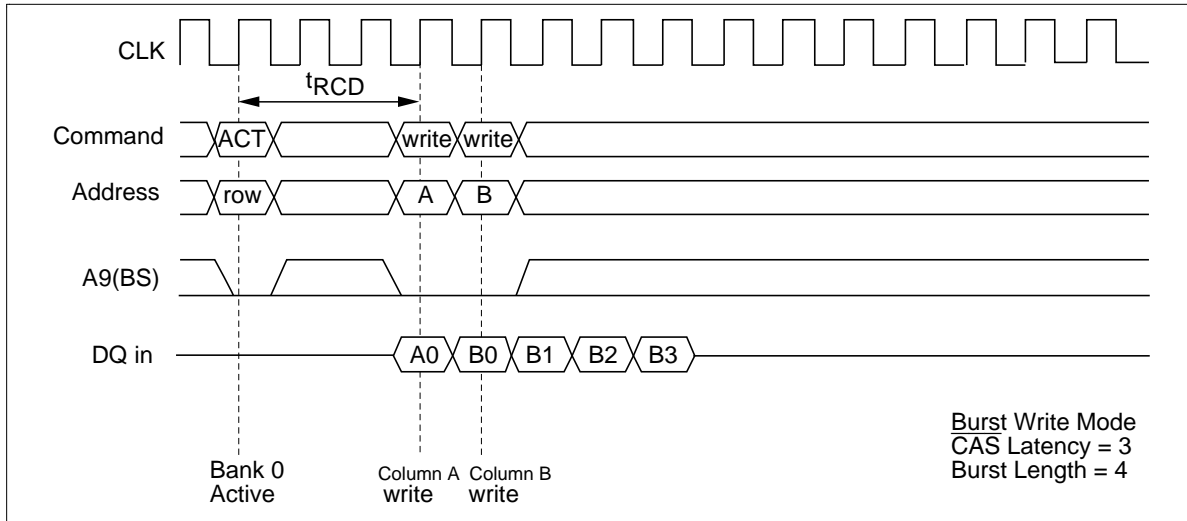 CLK
tRCD
Command ACT write write
Address row A B
A9(BS)
DQ in A0 B0 B1 B2 B3
Burst Write Mode
CAS Latency = 3
Burst Length = 4
Bank 0
Active
Column A
write
Column B
write